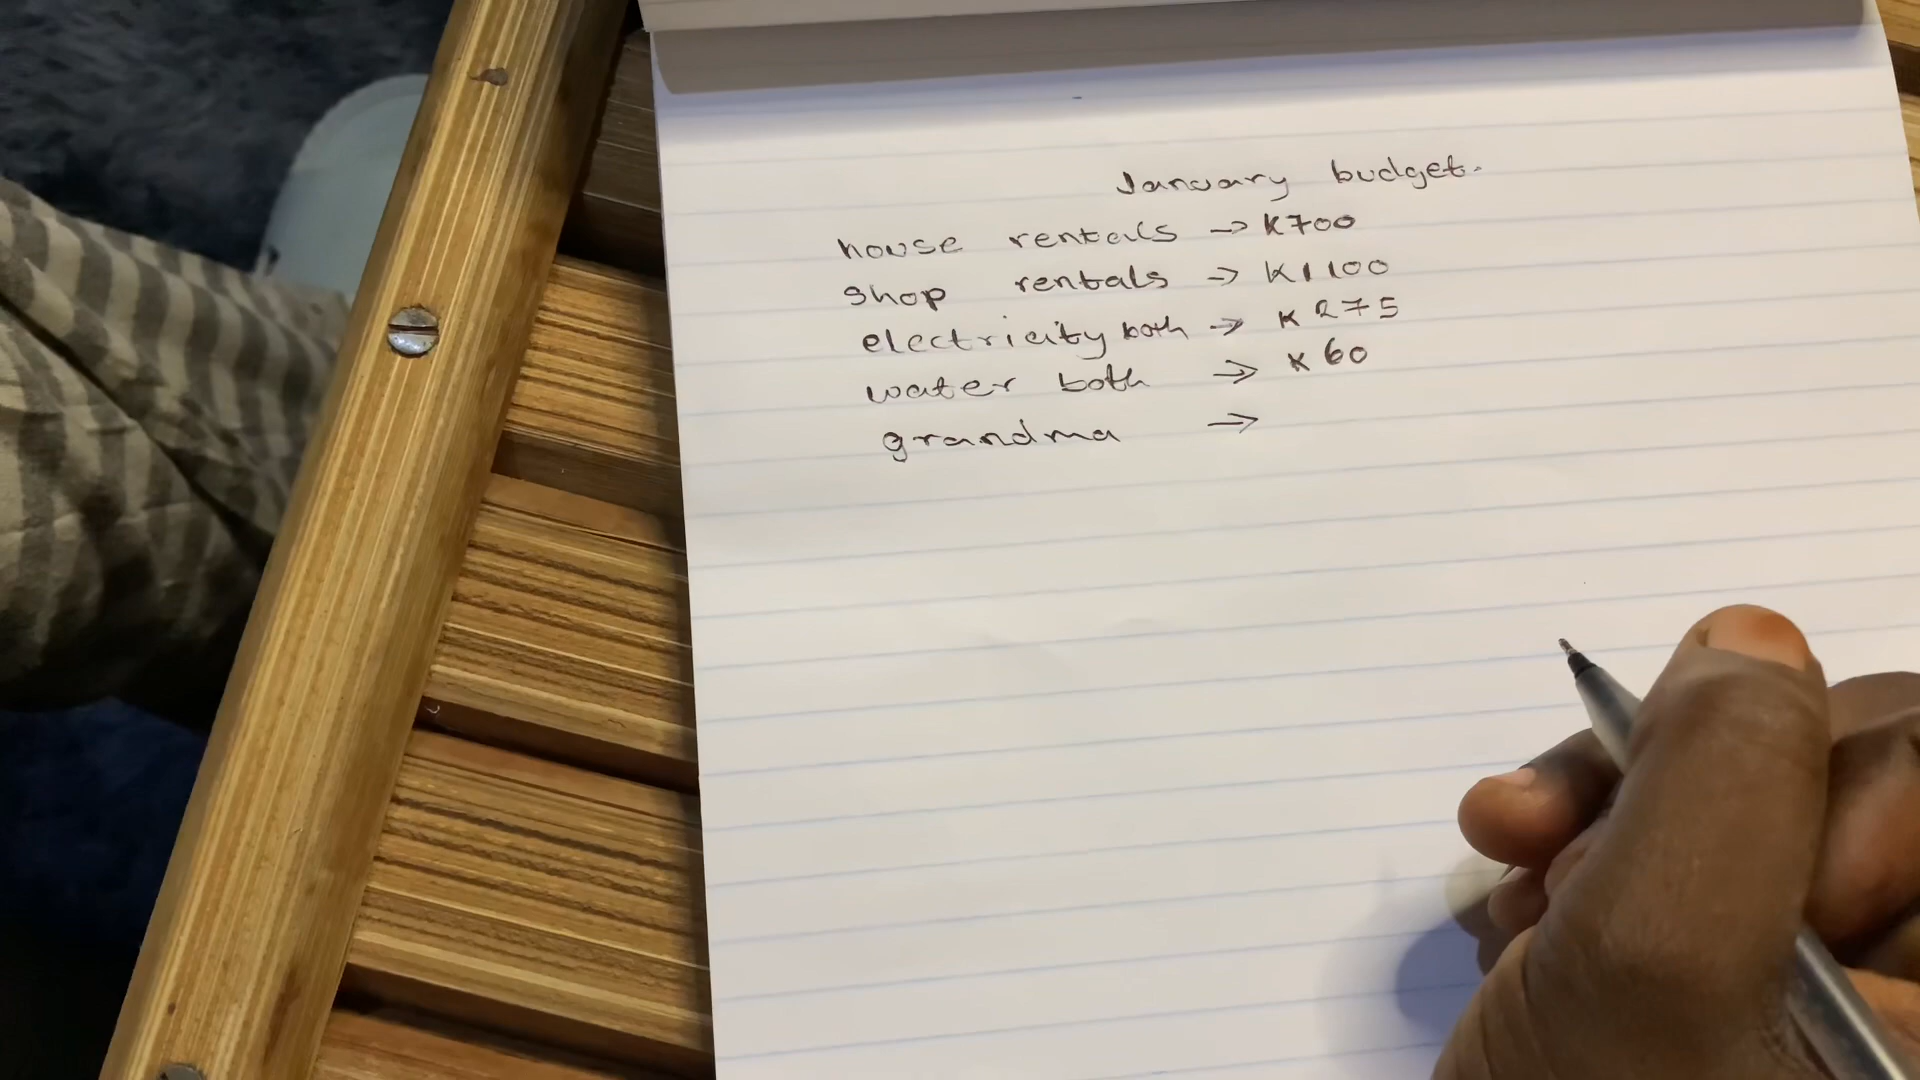 January budget.
house rentals → K700
shop rentals → K1100
electricity both → K275
water both → K60
grandma →